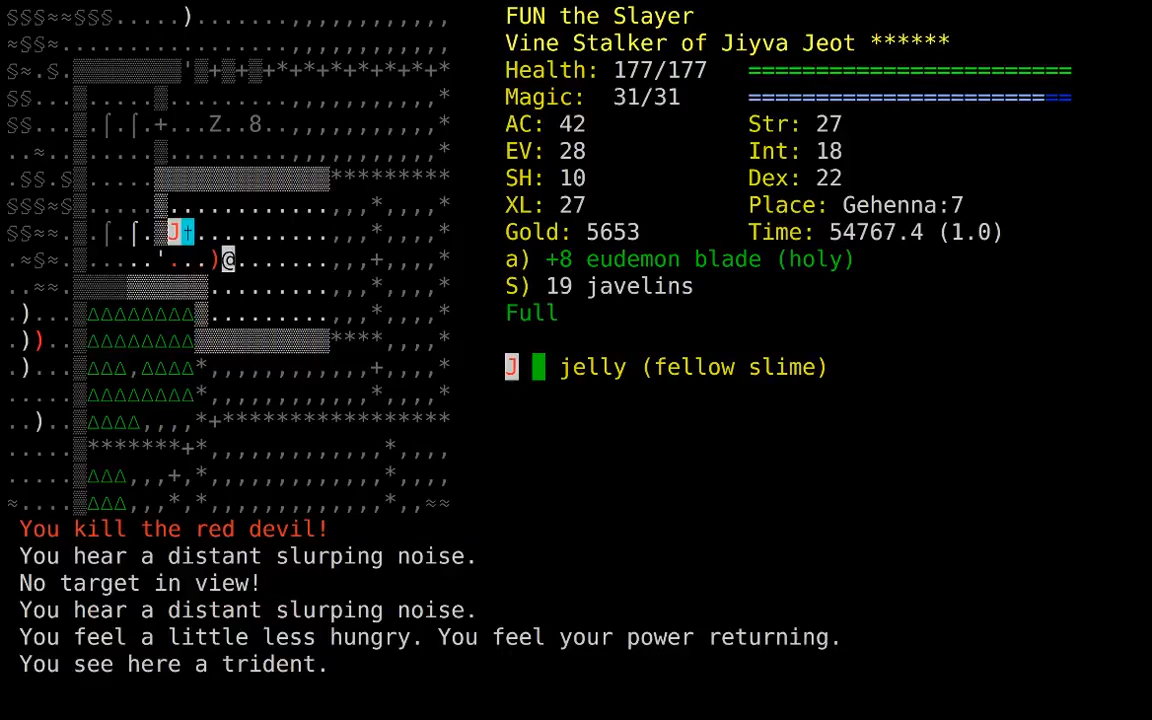 FUN the Slayer
Vine Stalker of Jiyva Jeot ******
Health: 177/177 ========================
Magic: 31/31 ========================
AC: 42 Str: 27
EV: 28 Int: 18
SH: 10 Dex: 22
XL: 27 Place: Gehenna:7
Gold: 5653 Time: 54767.4 (1.0)
a) +8 eudemon blade (holy)
S) 19 javelins
Full
J jelly (fellow slime)
You kill the red devil!
You hear a distant slurping noise.
No target in view!
You hear a distant slurping noise.
You feel a little less hungry. You feel your power returning.
You see here a trident.